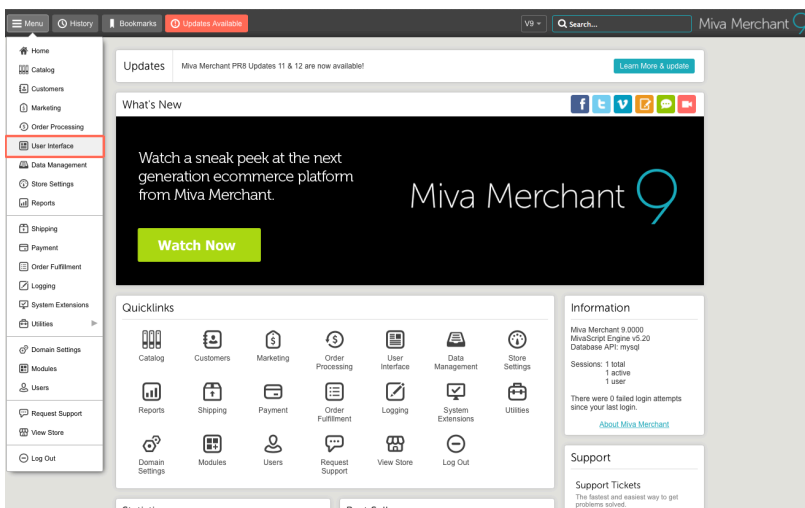 Menu
History
Bookmarks
Updates Available
V9
Search...
Miva Merchant 9
Home
Catalog
Customers
Marketing
Order Processing
User Interface
Data Management
Store Settings
Reports
Shipping
Payment
Order Fulfillment
Logging
System Extensions
Utilities
Domain Settings
Modules
Users
Request Support
View Store
Log Out
Updates
Miva Merchant PR8 Updates 11 & 12 are now available!
Learn More & update
What's New
Watch a sneak peek at the next
generation ecommerce platform
from Miva Merchant.
Watch Now
Miva Merchant 9
Quicklinks
Catalog
Customers
Marketing
Order
Processing
User
Interface
Data
Management
Store
Settings
Reports
Shipping
Payment
Order
Fulfillment
Logging
System
Extensions
Utilities
Domain
Settings
Modules
Users
Request
Support
View Store
Log Out
Information
Miva Merchant 9.0000
MivaScript Engine v5.20
Database API: mysql
Sessions: 1 total
1 active
1 user
There were 0 failed login attempts
since your last login.
About Miva Merchant
Support
Support Tickets
The fastest and easiest way to get
problems solved.